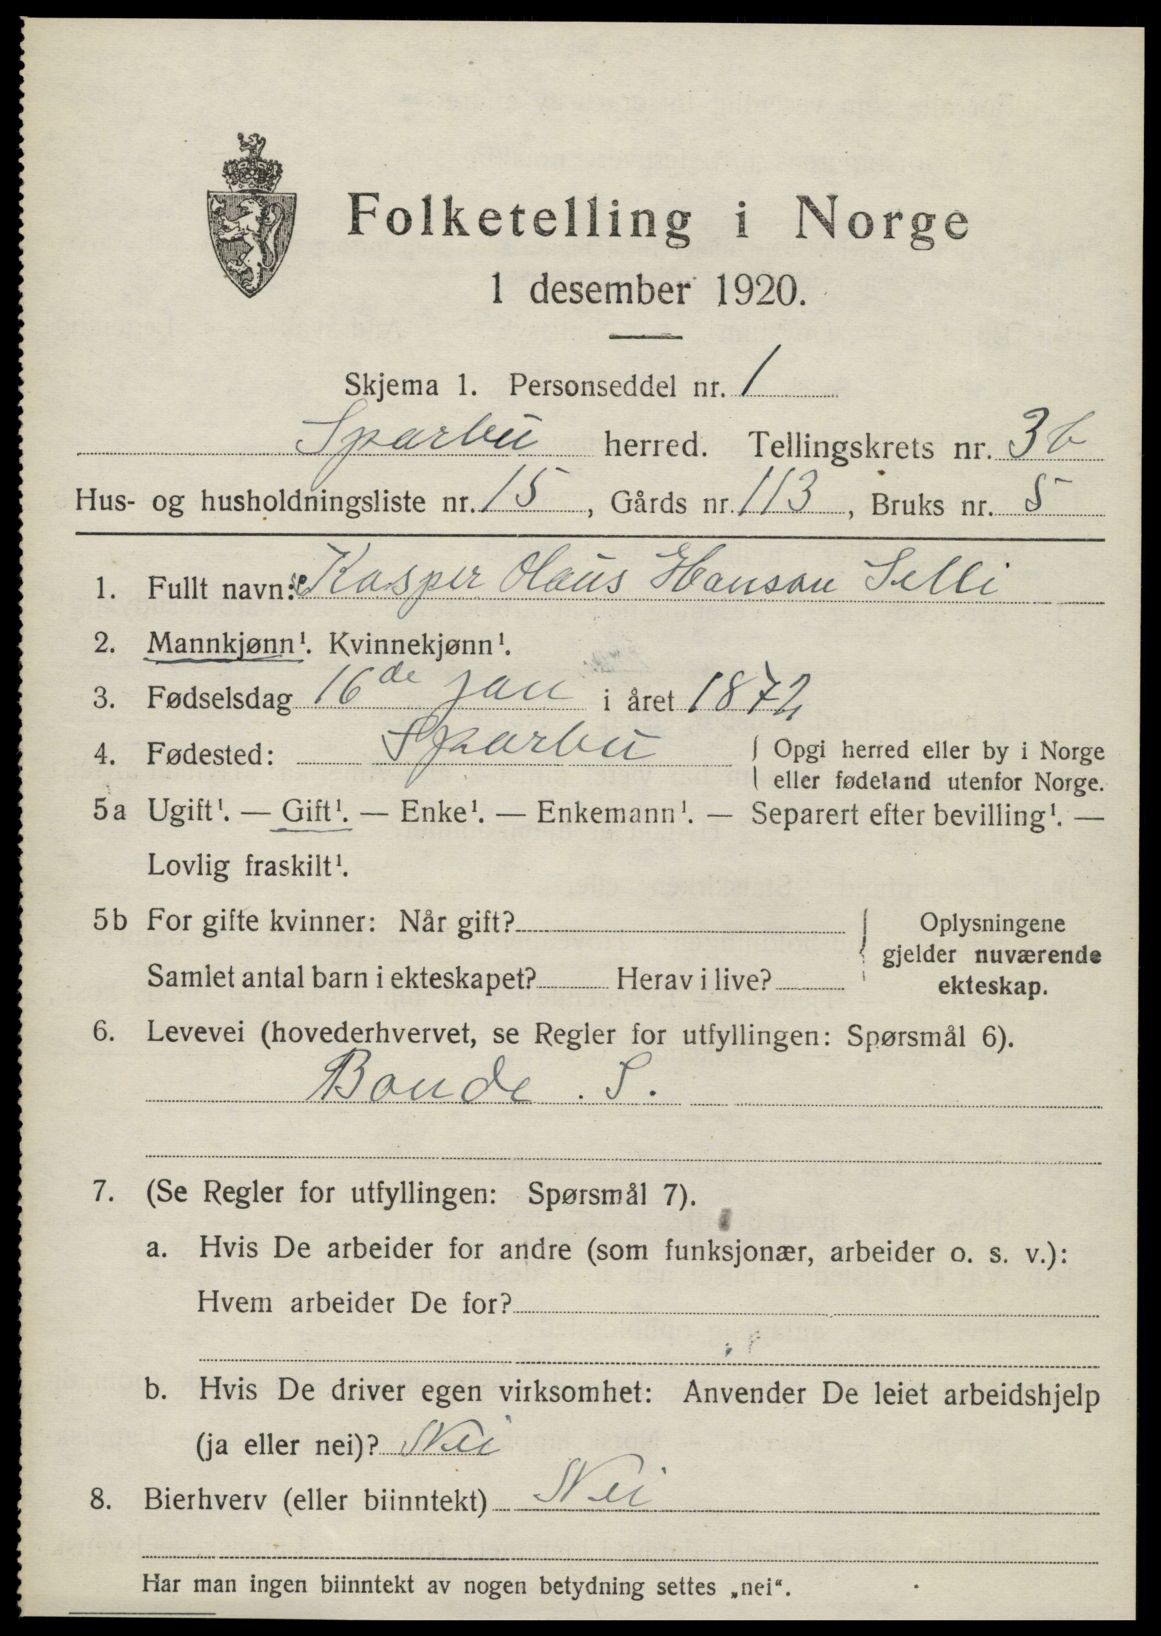 Folketelling i Norge
1 desember 1920.
Skjema 1. Personseddel nr. 1
Sparbu herred. Tellingskrets nr. 3b
Hus- og husholdningsliste nr. 15, Gårds nr. 113, Bruks nr. 5
1. Fullt navn: Kasper Olaus Hanson Selli
2. Mannkjønn¹. Kvinnekjønn¹.
3. Fødselsdag 16de jan i året 1872
4. Fødested: Sparbu { Opgi herred eller by i Norge
eller fødeland utenfor Norge.
5a Ugift¹. — Gift¹. — Enke¹. — Enkemann¹. — Separert efter bevilling¹. —
Lovlig fraskilt¹.
5b For gifte kvinner: Når gift?
Samlet antal barn i ekteskapet? Herav i live?
{ Oplysningene
gjelder nuværende
ekteskap.
6. Levevei (hovederhvervet, se Regler for utfyllingen: Spørsmål 6).
Bonde . S.
7. (Se Regler for utfyllingen: Spørsmål 7).
a. Hvis De arbeider for andre (som funksjonær, arbeider o. s. v.):
Hvem arbeider De for?
b. Hvis De driver egen virksomhet: Anvender De leiet arbeidshjelp
(ja eller nei)? Nei
8. Bierhverv (eller biinntekt) Nei
Har man ingen biinntekt av nogen betydning settes „nei“.